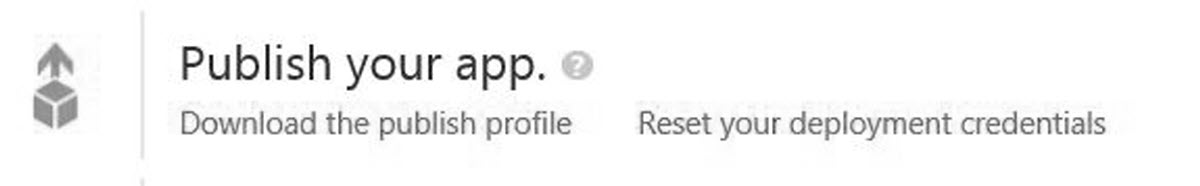 Publish your app. ?
Download the publish profile Reset your deployment credentials